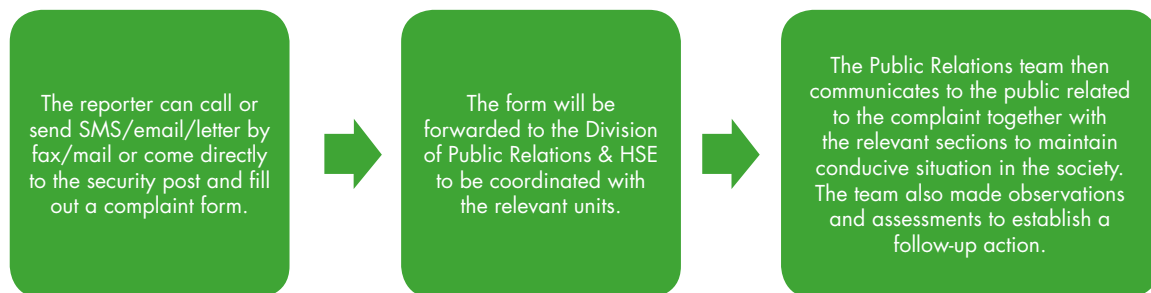 The reporter can call or
send SMS/email/letter by
fax/mail or come directly
to the security post and fill
out a complaint form.
The form will be
forwarded to the Division
of Public Relations & HSE
to be coordinated with
the relevant units.
The Public Relations team then
communicates to the public related
to the complaint together with
the relevant sections to maintain
conducive situation in the society.
The team also made observations
and assessments to establish a
follow-up action.